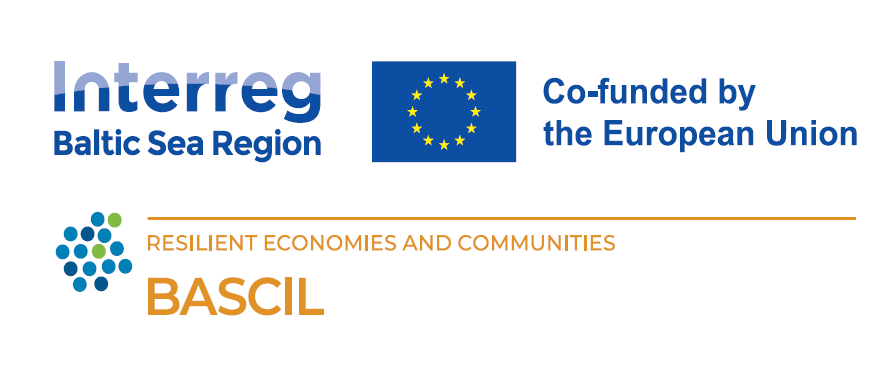 Interreg
Baltic Sea Region
Co-funded by
the European Union
RESILIENT ECONOMIES AND COMMUNITIES
BASCIL